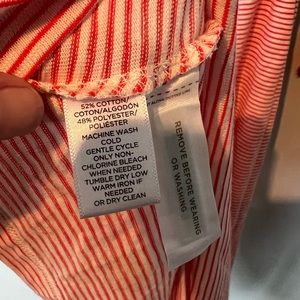 52% COTTON/
COTON/ALGODÓN
48% POLYESTER/
POLIÉSTER
MACHINE WASH
COLD
GENTLE CYCLE
ONLY NON-
CHLORINE BLEACH
WHEN NEEDED
TUMBLE DRY LOW
WARM IRON IF
NEEDED
OR DRY CLEAN
REMOVE BEFORE WEARING
OR WASHING